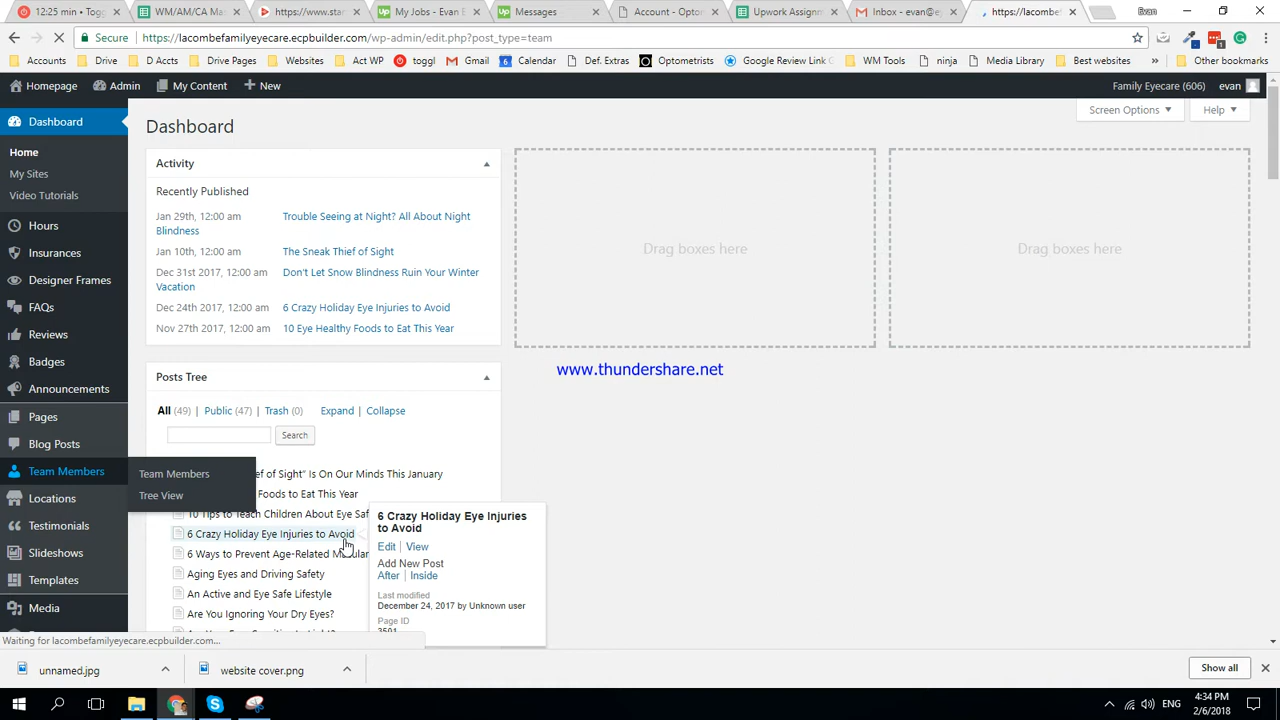 12:25 min • Togg
WM/AM/CA Mas
https://www.star
My Jobs - Evan E
Messages
Account - Optom
Upwork Assignm
Inbox - evan@e
https://lacombef
Evan
Secure https://lacombefamilyeyecare.ecpbuilder.com/wp-admin/edit.php?post_type=team
Accounts Drive D Accts Drive Pages Websites Act WP toggl Gmail Calendar Def. Extras Optometrists Google Review Link WM Tools ninja Media Library Best websites Other bookmarks
Homepage Admin My Content New Family Eyecare (606) evan
Dashboard
Home
My Sites
Video Tutorials
Hours
Insurances
Designer Frames
FAQs
Reviews
Badges
Announcements
Pages
Blog Posts
Team Members
Locations
Testimonials
Slideshows
Templates
Media
Team Members
Tree View
Screen Options Help
Dashboard
Activity
Recently Published
Jan 29th, 12:00 am Trouble Seeing at Night? All About Night
Blindness
Jan 10th, 12:00 am The Sneak Thief of Sight
Dec 31st 2017, 12:00 am Don't Let Snow Blindness Ruin Your Winter
Vacation
Dec 24th 2017, 12:00 am 6 Crazy Holiday Eye Injuries to Avoid
Nov 27th 2017, 12:00 am 10 Eye Healthy Foods to Eat This Year
Drag boxes here
Drag boxes here
www.thundershare.net
Posts Tree
All (49) | Public (47) | Trash (0) Expand | Collapse
Search
ef of Sight" Is On Our Minds This January
Foods to Eat This Year
10 Tips to Teach Children About Eye Saf
6 Crazy Holiday Eye Injuries to Avoid
6 Ways to Prevent Age-Related Macular
Aging Eyes and Driving Safety
An Active and Eye Safe Lifestyle
Are You Ignoring Your Dry Eyes?
6 Crazy Holiday Eye Injuries
to Avoid
Edit | View
Add New Post
After | Inside
Last modified
December 24, 2017 by Unknown user
Page ID
3501
Waiting for lacombefamilyeyecare.ecpbuilder.com...
unnamed.jpg
website cover.png
Show all
ENG
4:34 PM
2/6/2018